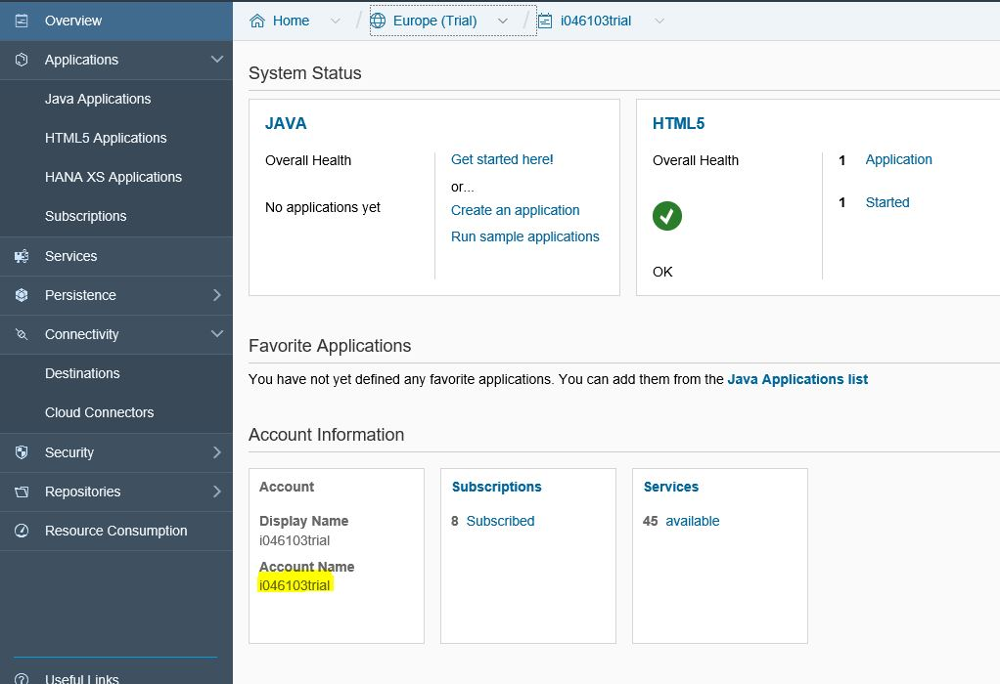 Overview
Applications
Java Applications
HTML5 Applications
HANA XS Applications
Subscriptions
Services
Persistence
Connectivity
Destinations
Cloud Connectors
Security
Repositories
Resource Consumption
Useful Links
Home / Europe (Trial) / i046103trial
System Status
JAVA
Overall Health
No applications yet
Get started here!
or...
Create an application
Run sample applications
HTML5
Overall Health
OK
1 Application
1 Started
Favorite Applications
You have not yet defined any favorite applications. You can add them from the Java Applications list
Account Information
Account
Display Name
i046103trial
Account Name
i046103trial
Subscriptions
8 Subscribed
Services
45 available